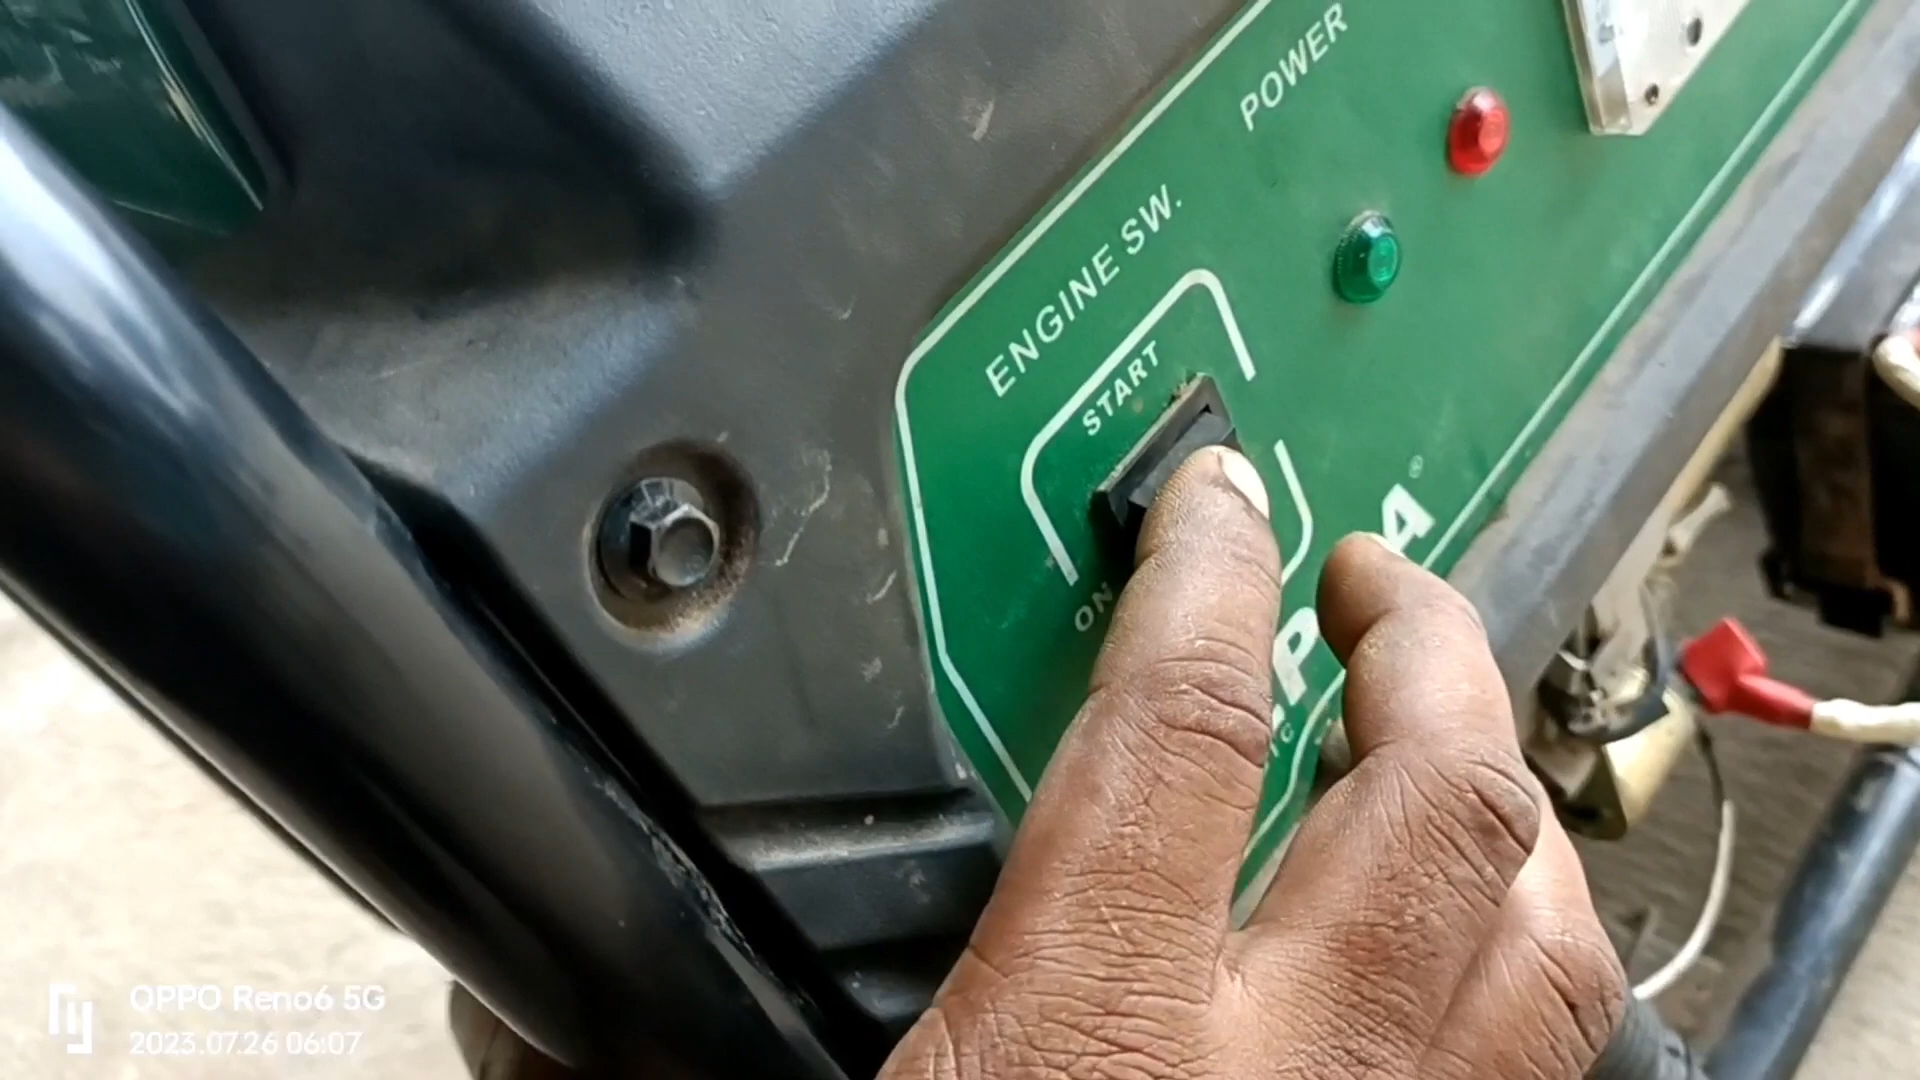 POWER
ENGINE SW.
START
ON
OPPO Reno6 5G
2023.07.26 06:07